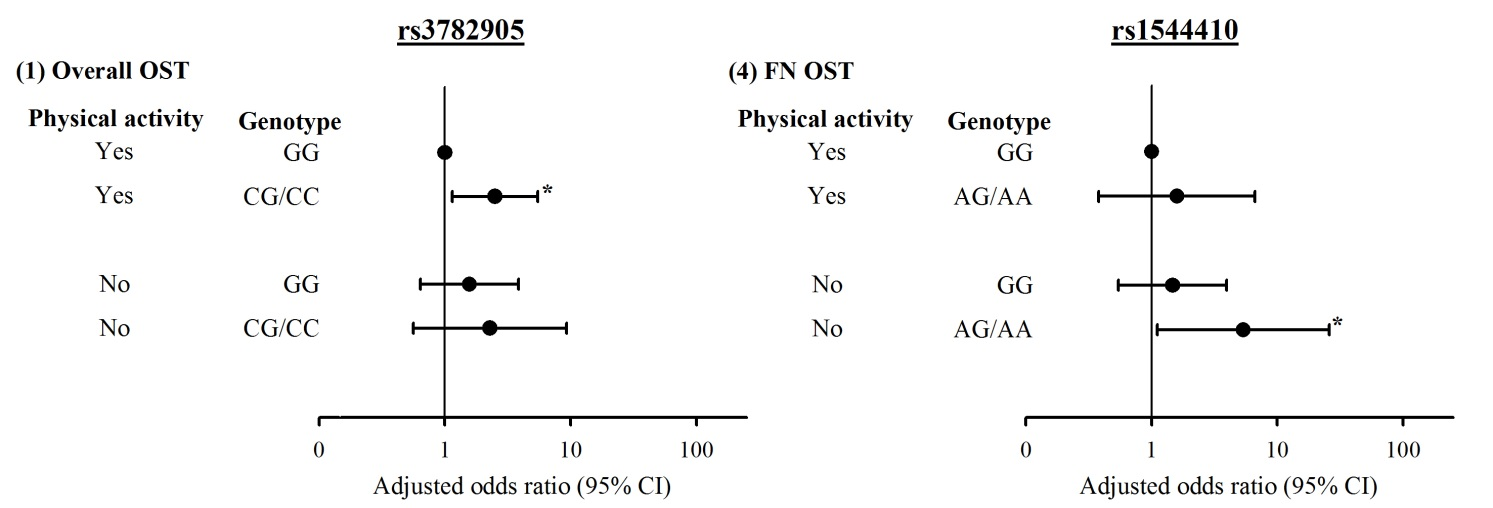 rs3782905
(1) Overall OST
Physical activity Genotype
Yes GG
Yes CG/CC *
No GG
No CG/CC
0 1 10 100
Adjusted odds ratio (95% CI)
rs1544410
(4) FN OST
Physical activity Genotype
Yes GG
Yes AG/AA
No GG
No AG/AA *
0 1 10 100
Adjusted odds ratio (95% CI)